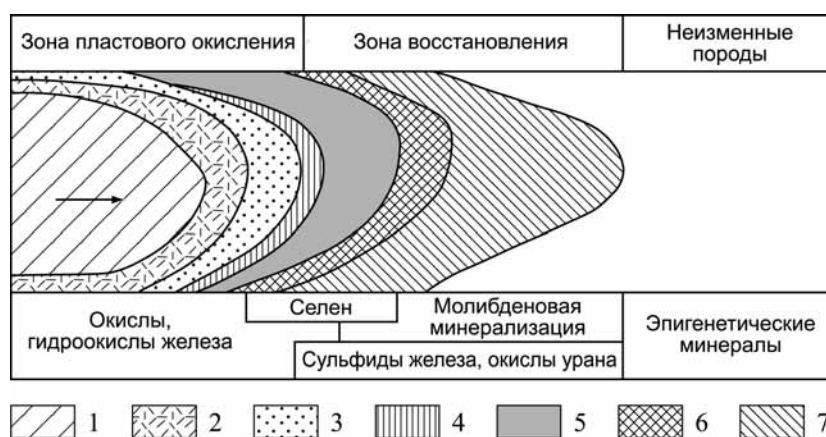 Зона пластового окисления
Зона восстановления
Неизменные
породы
Окислы,
гидроокислы железа
Селен
Молибденовая
минерализация
Сульфиды железа, окислы урана
Эпигенетические
минералы
1 2 3 4 5 6 7